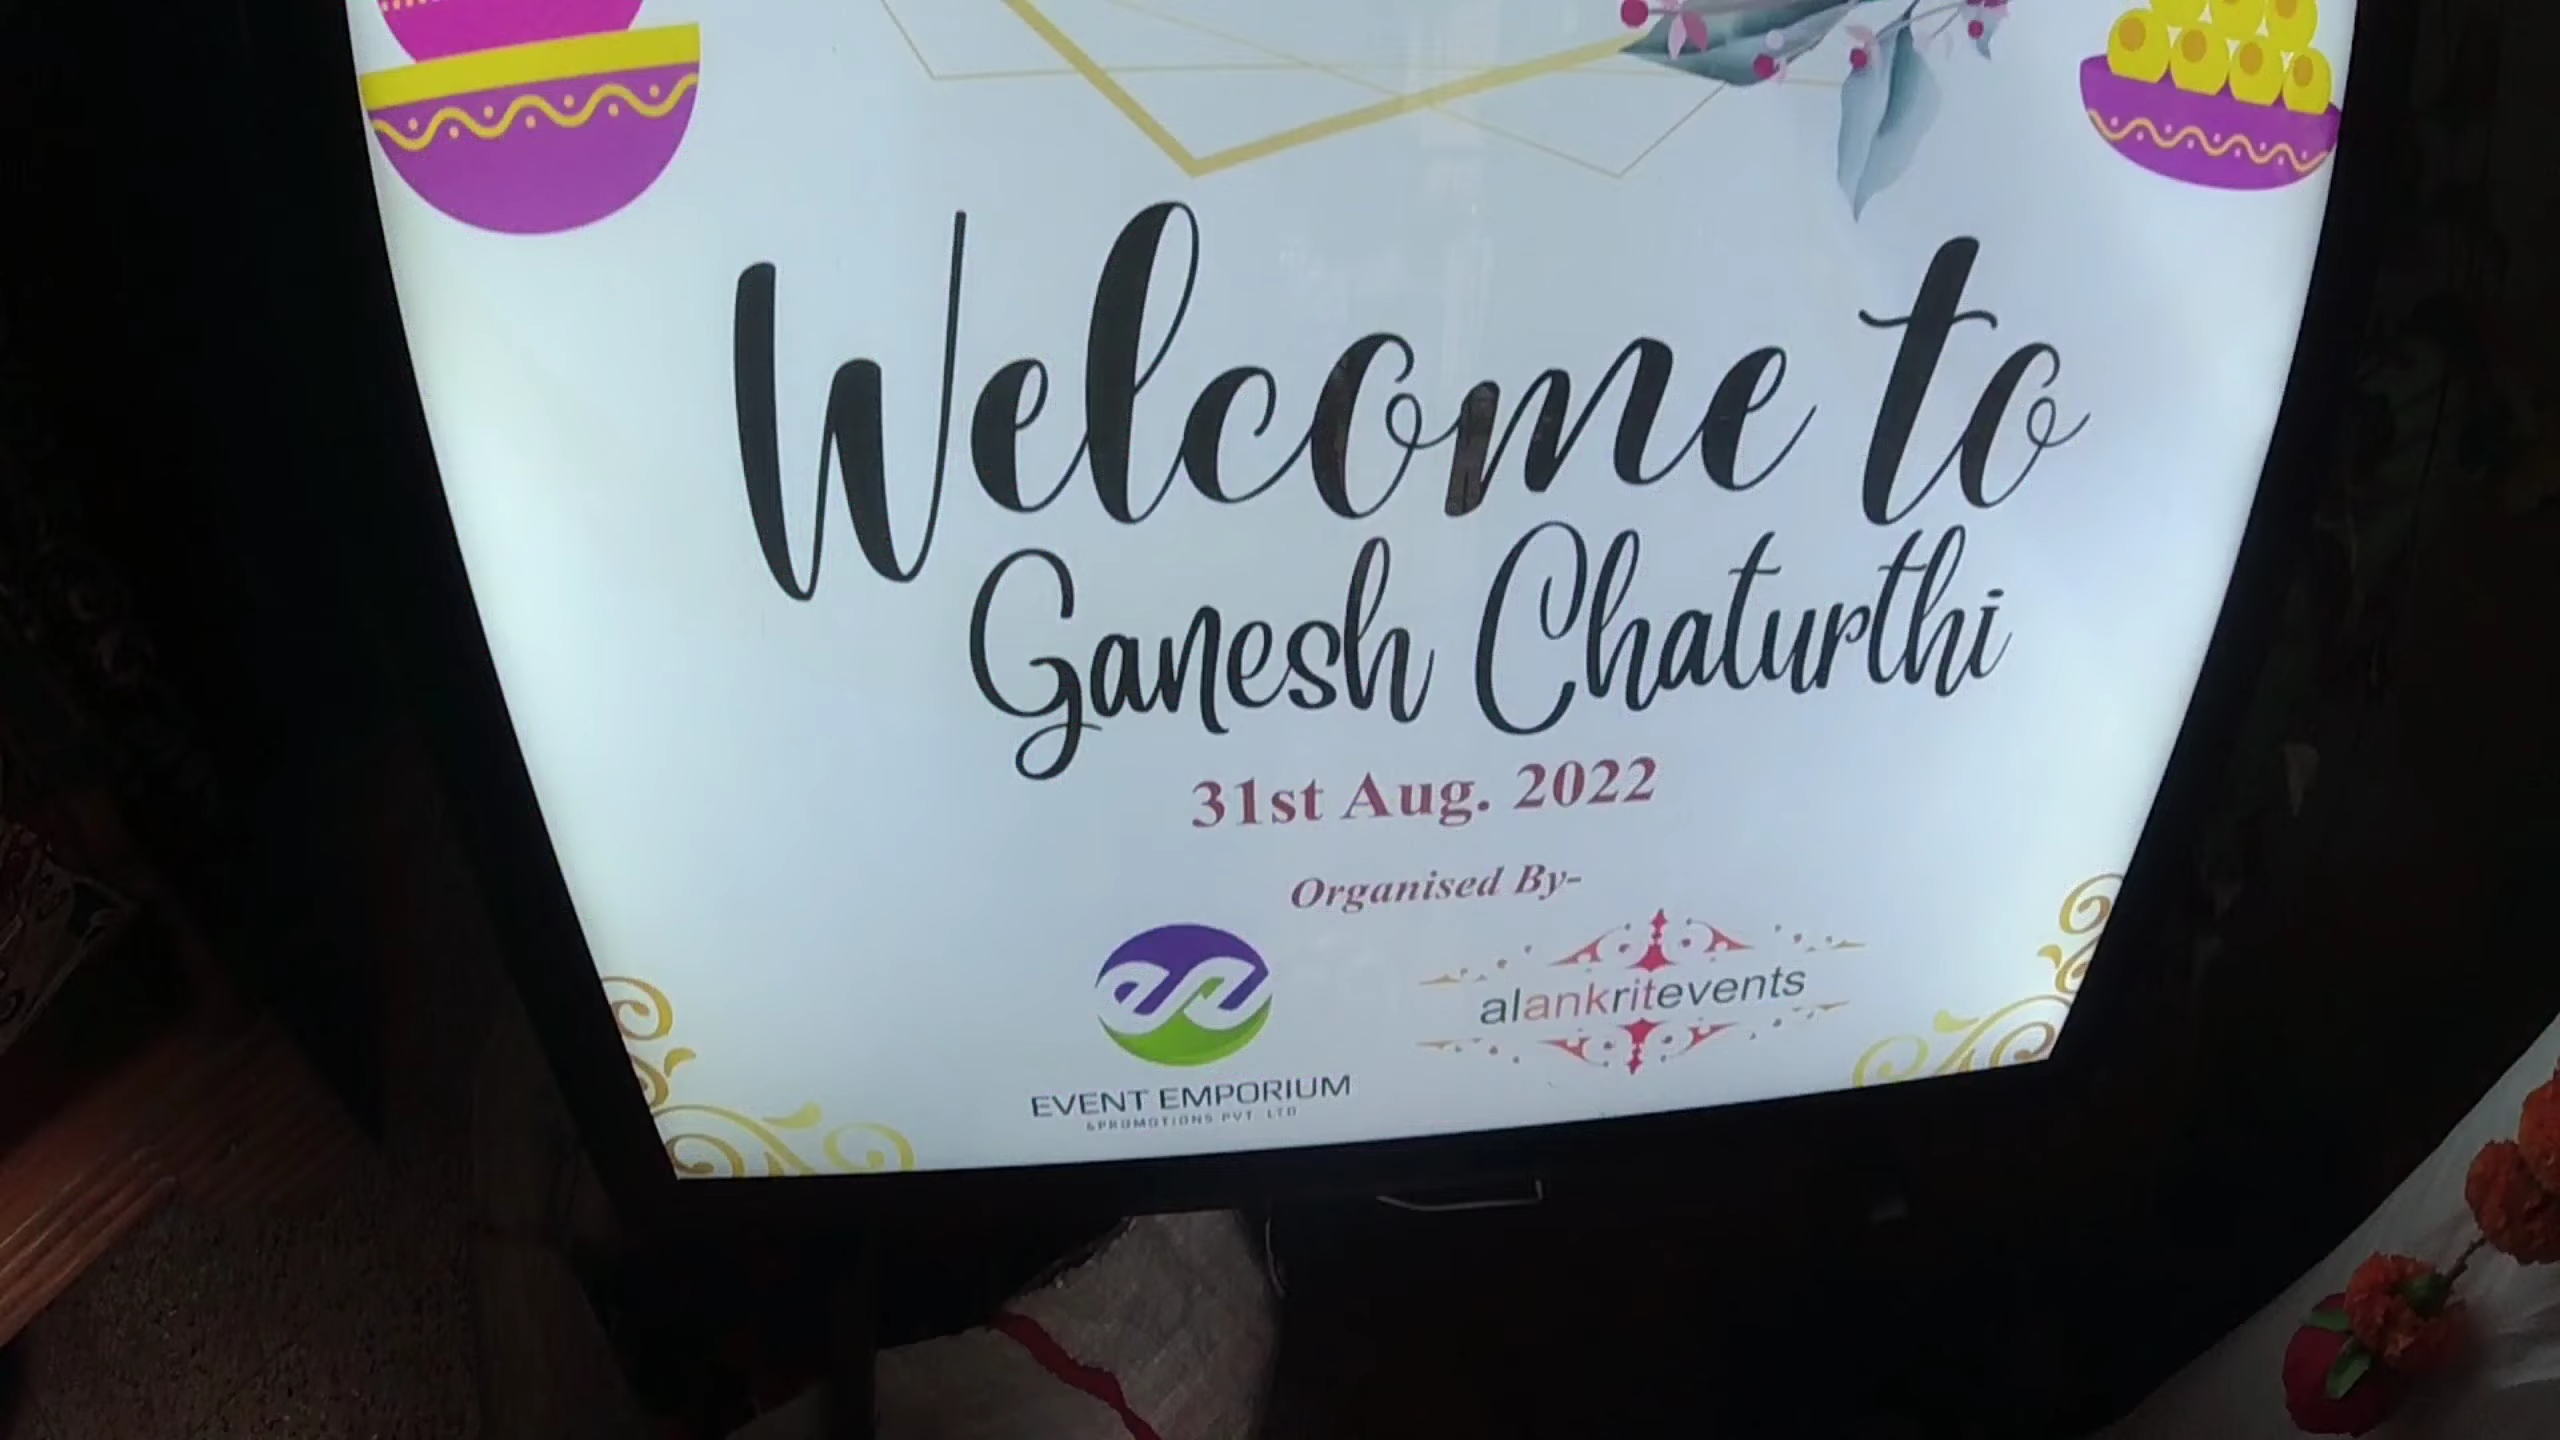 Welcome to
Ganesh Chaturthi
31st Aug. 2022
Organised By-
alankritevents
EVENT EMPORIUM
&PROMOTIONS PVT. LTD